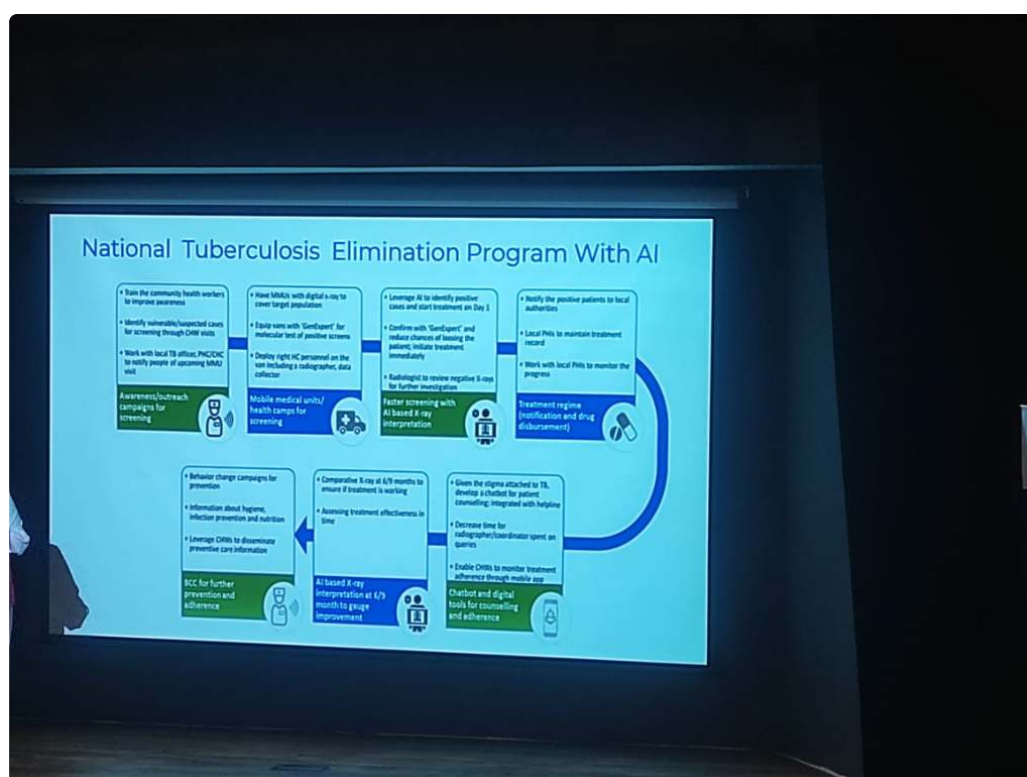 National Tuberculosis Elimination Program With AI
• Train the community health workers
to improve awareness
• Identify vulnerable/suspected cases
for screening through CHW visits
• Work with local TB officer, PHC/CHC
to notify people of upcoming MMU
visit
Awareness/outreach
campaigns for
screening
• Have MMUs with digital x-ray to
cover target population
• Equip vans with 'GenExpert' for
molecular test of positive screens
• Deploy right HC personnel on the
van including a radiographer, data
collector
Mobile medical units/
health camps for
screening
• Leverage AI to identify positive
cases and start treatment on Day 1
• Confirm with 'GenExpert' and
reduce chances of loosing the
patient; initiate treatment
immediately
• Radiologist to review negative X-rays
for further investigation
Faster screening with
AI based X-ray
interpretation
• Notify the positive patients to local
authorities
• Local PHIs to maintain treatment
record
• Work with local PHIs to monitor the
progress
Treatment regime
(notification and drug
disbursement)
• Behavior change campaigns for
prevention
• Information about hygiene,
infection prevention and nutrition
• Leverage CHWs to disseminate
preventive care information
BCC for further
prevention and
adherence
• Comparative X-ray at 6/9 months to
ensure if treatment is working
• Assessing treatment effectiveness in
time
AI based X-ray
interpretation at 6/9
month to gauge
improvement
• Given the stigma attached to TB,
develop a chatbot for patient
counselling; integrated with helpline
• Decrease time for
radiographer/coordinator spent on
queries
• Enable CHWs to monitor treatment
adherence through mobile app
Chatbot and digital
tools for counselling
and adherence